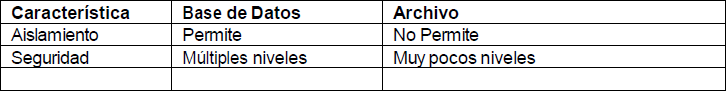 Característica Base de Datos Archivo
Aislamiento Permite No Permite
Seguridad Múltiples niveles Muy pocos niveles